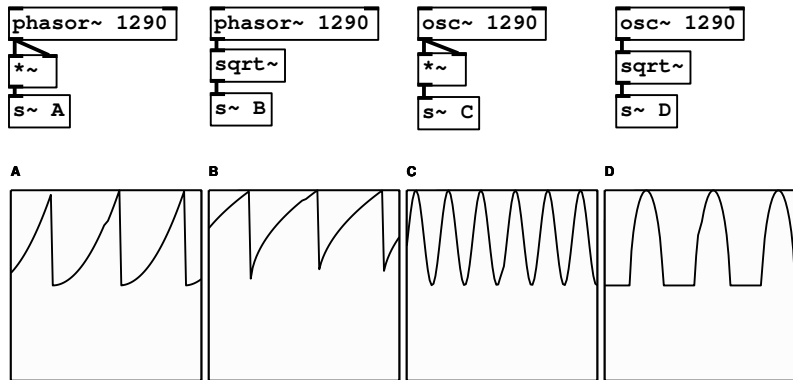 phasor~ 1290
phasor~ 1290
osc~ 1290
osc~ 1290
*~
sqrt~
*~
sqrt~
s~ A
s~ B
s~ C
s~ D
A
B
C
D